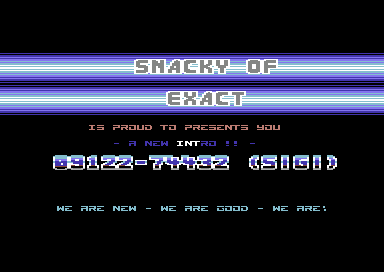 SNACKY OF
EXACT
IS PROUD TO PRESENTS YOU
- A NEW INTRO !! -
09122-74432 (SIGI)
WE ARE NEW - WE ARE GOOD - WE ARE